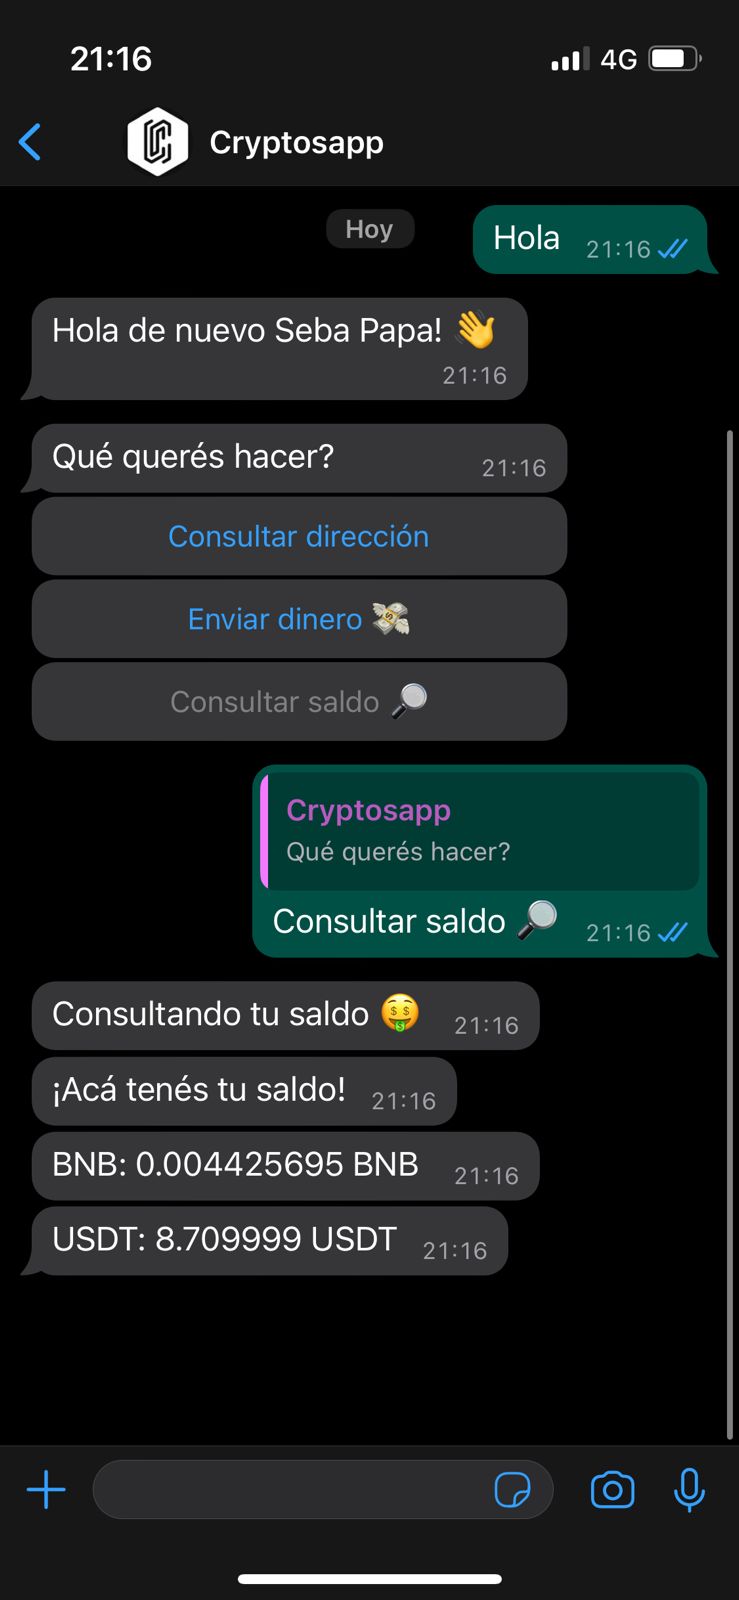 21:16
4G
Cryptosapp
Hoy
Hola 21:16
Hola de nuevo Seba Papa! 👋
21:16
Qué querés hacer? 21:16
Consultar dirección
Enviar dinero 💸
Consultar saldo 🔎
Cryptosapp
Qué querés hacer?
Consultar saldo 🔎 21:16
Consultando tu saldo 🤑 21:16
¡Acá tenés tu saldo! 21:16
BNB: 0.004425695 BNB 21:16
USDT: 8.709999 USDT 21:16